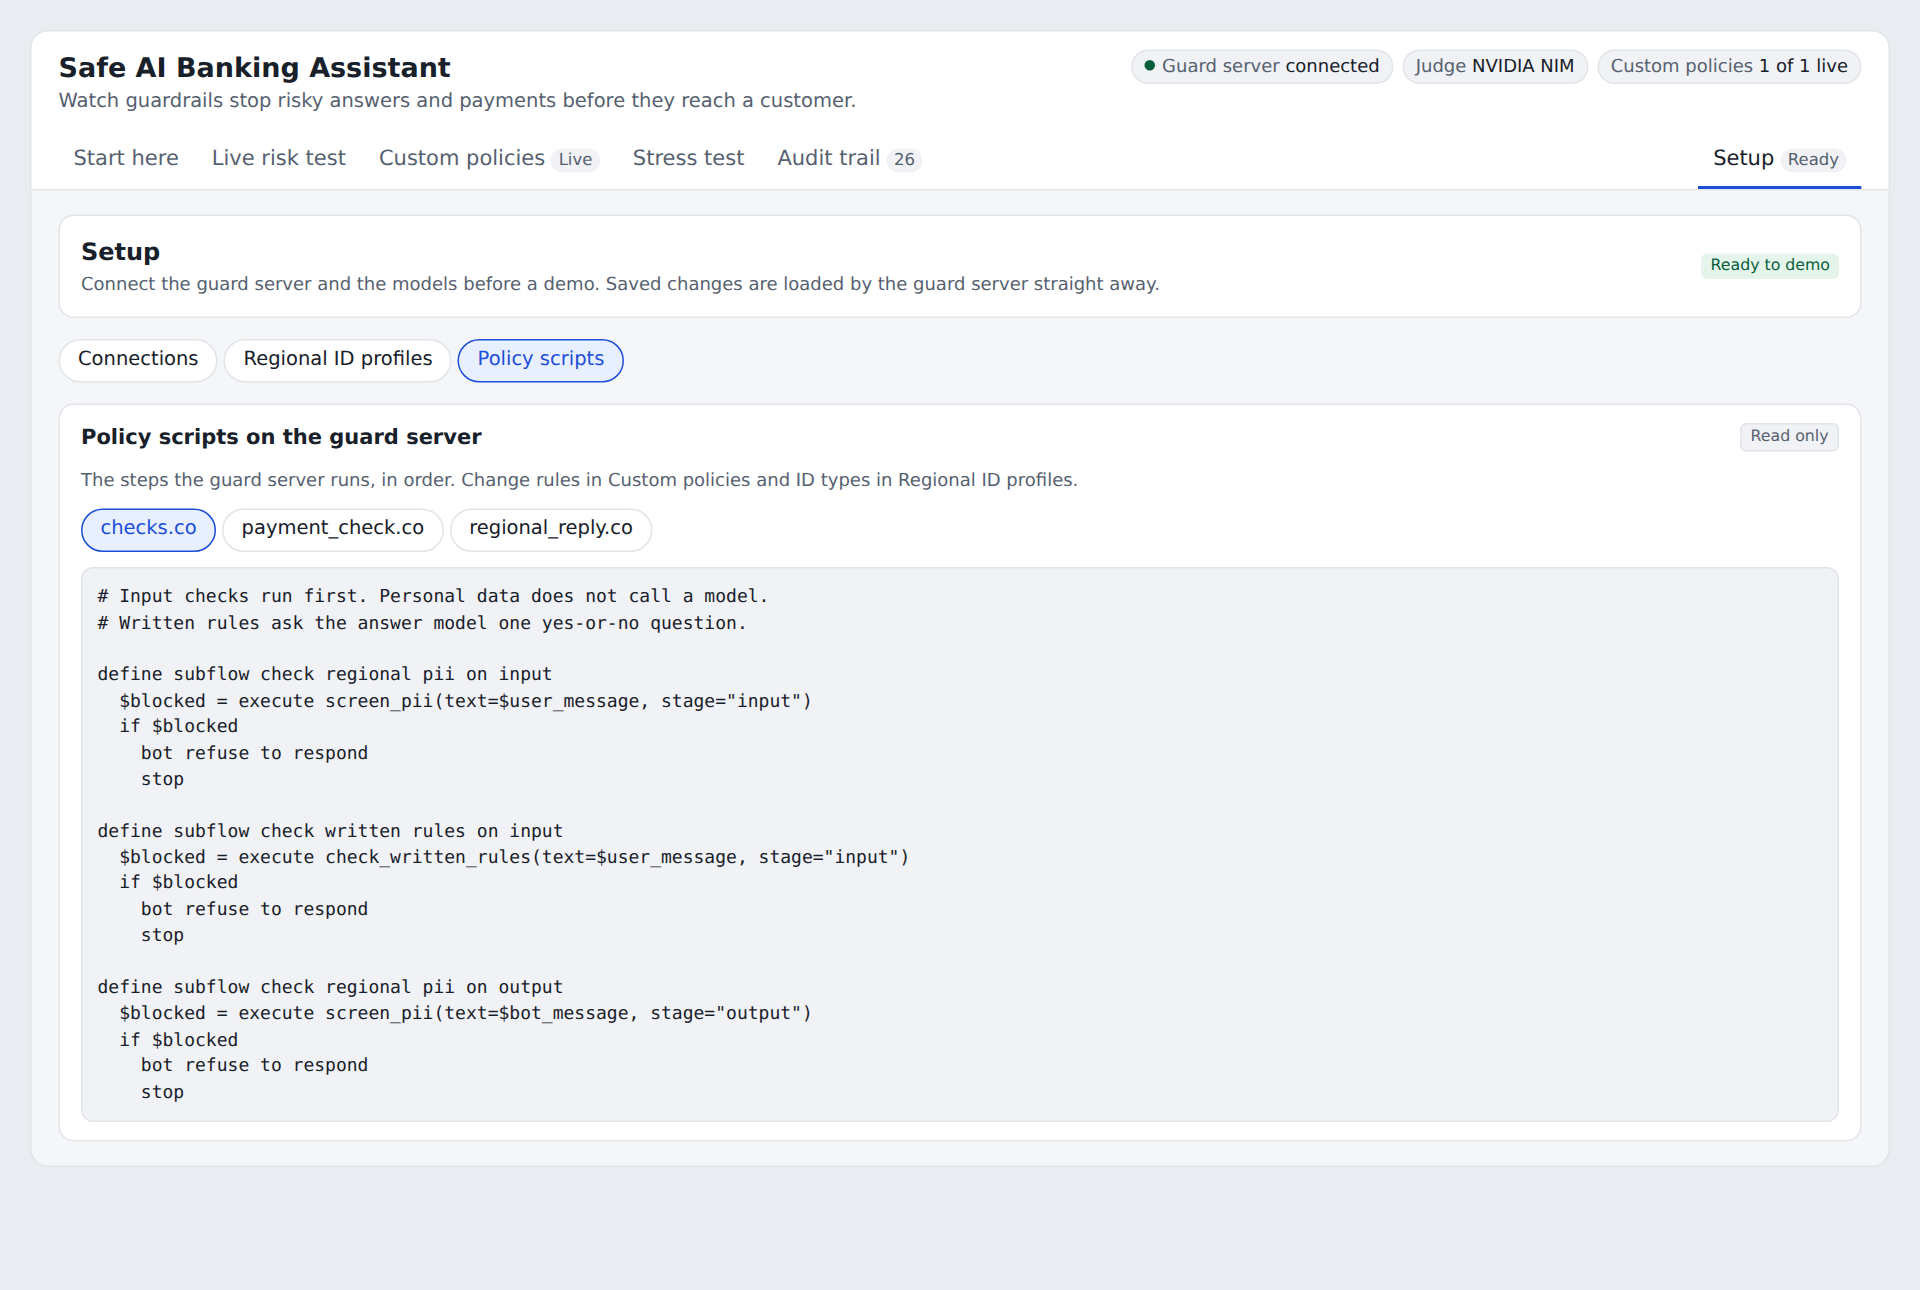 Safe AI Banking Assistant
Guard server connected
Judge NVIDIA NIM
Custom policies 1 of 1 live
Watch guardrails stop risky answers and payments before they reach a customer.
Start here
Live risk test
Custom policies Live
Stress test
Audit trail 26
Setup Ready
Setup
Connect the guard server and the models before a demo. Saved changes are loaded by the guard server straight away.
Ready to demo
Connections
Regional ID profiles
Policy scripts
Policy scripts on the guard server
Read only
The steps the guard server runs, in order. Change rules in Custom policies and ID types in Regional ID profiles.
checks.co
payment_check.co
regional_reply.co
# Input checks run first. Personal data does not call a model.
# Written rules ask the answer model one yes-or-no question.
define subflow check regional pii on input
  $blocked = execute screen_pii(text=$user_message, stage="input")
  if $blocked
    bot refuse to respond
    stop
define subflow check written rules on input
  $blocked = execute check_written_rules(text=$user_message, stage="input")
  if $blocked
    bot refuse to respond
    stop
define subflow check regional pii on output
  $blocked = execute screen_pii(text=$bot_message, stage="output")
  if $blocked
    bot refuse to respond
    stop